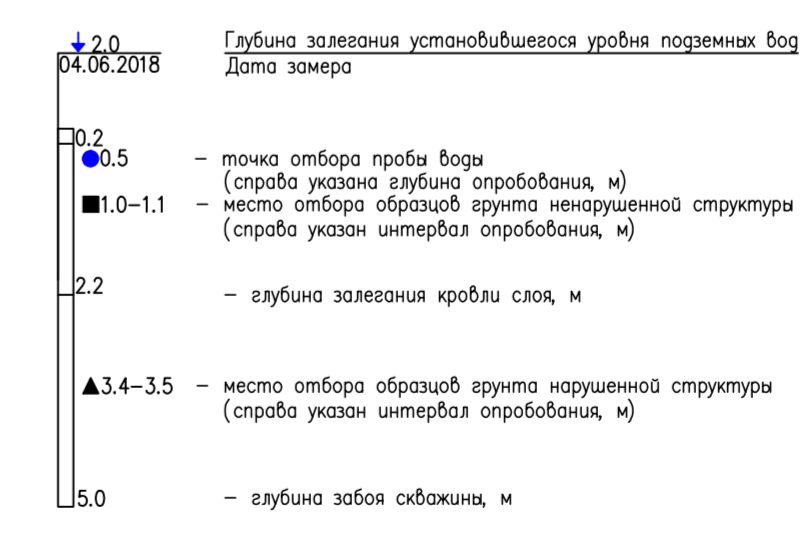 2.0 Глубина залегания установившегося уровня подземных вод
04.06.2018 Дата замера
0.2
0.5 – точка отбора пробы воды
(справа указана глубина опробования, м)
1.0–1.1 – место отбора образцов грунта ненарушенной структуры
(справа указан интервал опробования, м)
2.2 – глубина залегания кровли слоя, м
3.4–3.5 – место отбора образцов грунта нарушенной структуры
(справа указан интервал опробования, м)
5.0 – глубина забоя скважины, м